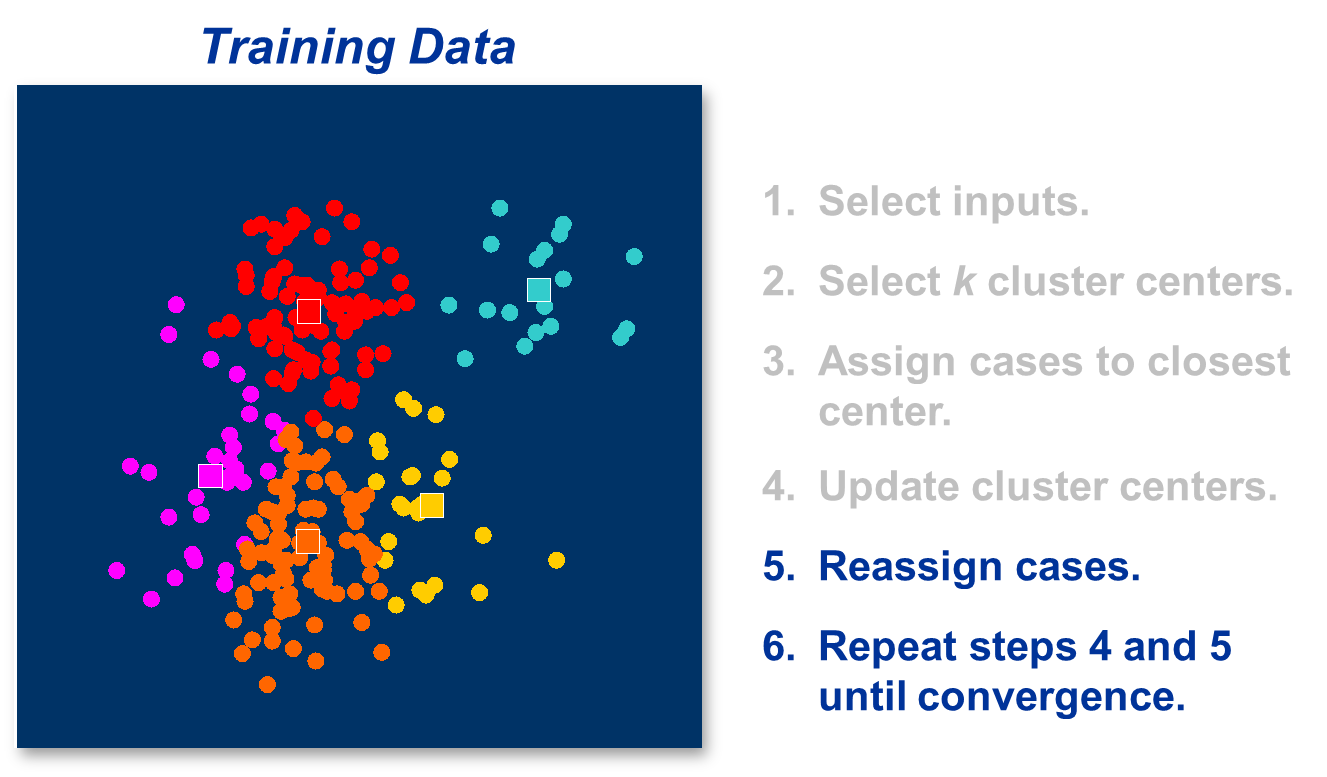 Training Data
1. Select inputs.
2. Select k cluster centers.
3. Assign cases to closest
center.
4. Update cluster centers.
5. Reassign cases.
6. Repeat steps 4 and 5
until convergence.